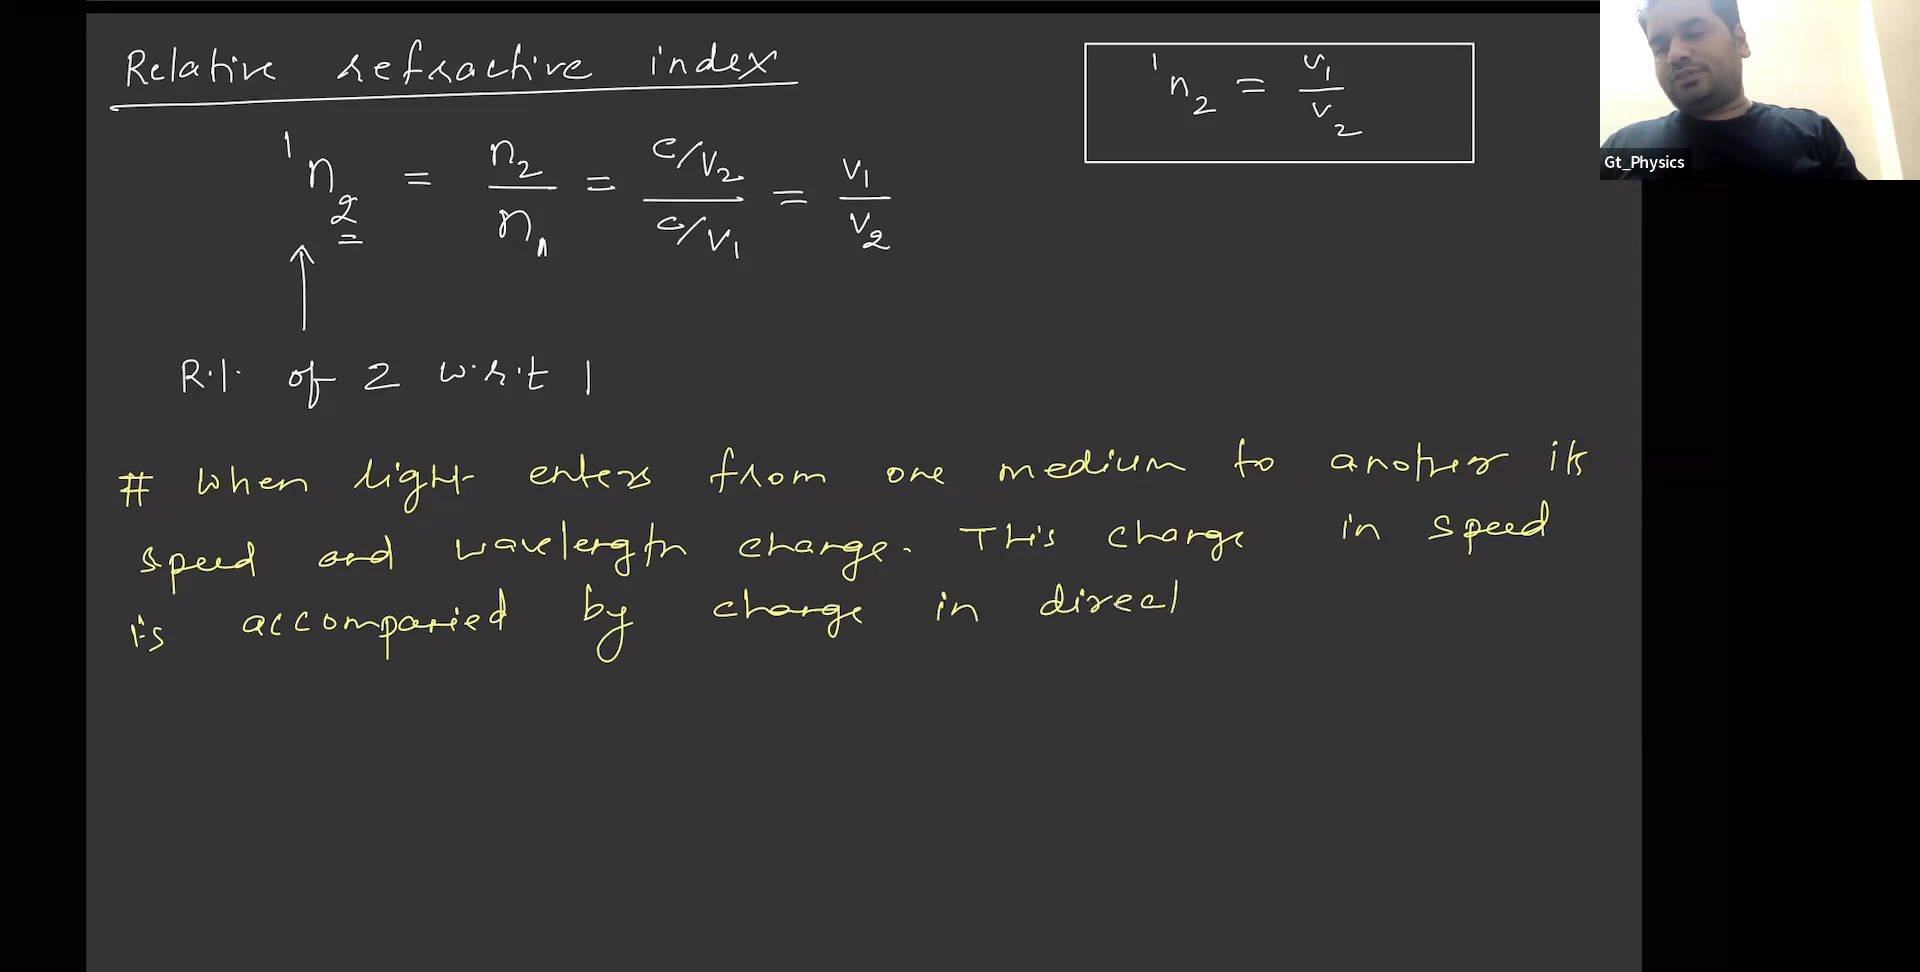 Relative refractive index
¹n₂ = v₁/v₂
Gt_Physics
¹n₂ = n₂/n₁ = (c/v₂)/(c/v₁) = v₁/v₂
R.I. of 2 w.r.t 1
# When light enters from one medium to another its
speed and wavelength change. This change in speed
is accompanied by change in direct